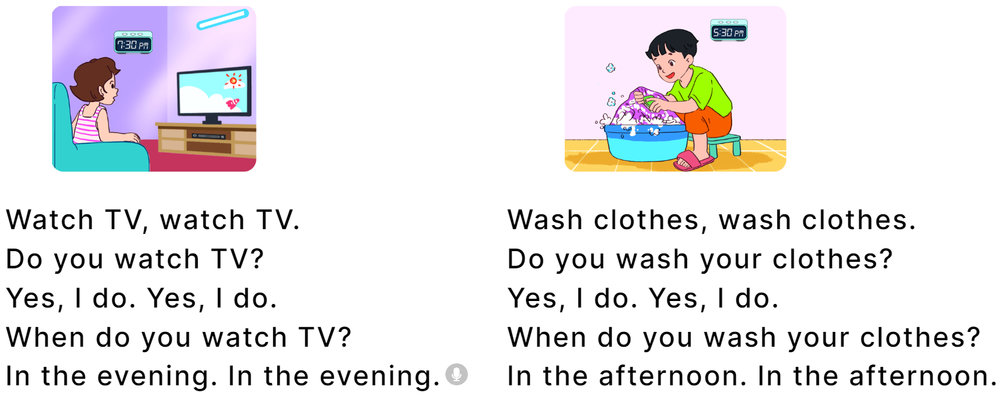 7:30 PM
Watch TV, watch TV.
Do you watch TV?
Yes, I do. Yes, I do.
When do you watch TV?
In the evening. In the evening.
5:30 PM
Wash clothes, wash clothes.
Do you wash your clothes?
Yes, I do. Yes, I do.
When do you wash your clothes?
In the afternoon. In the afternoon.